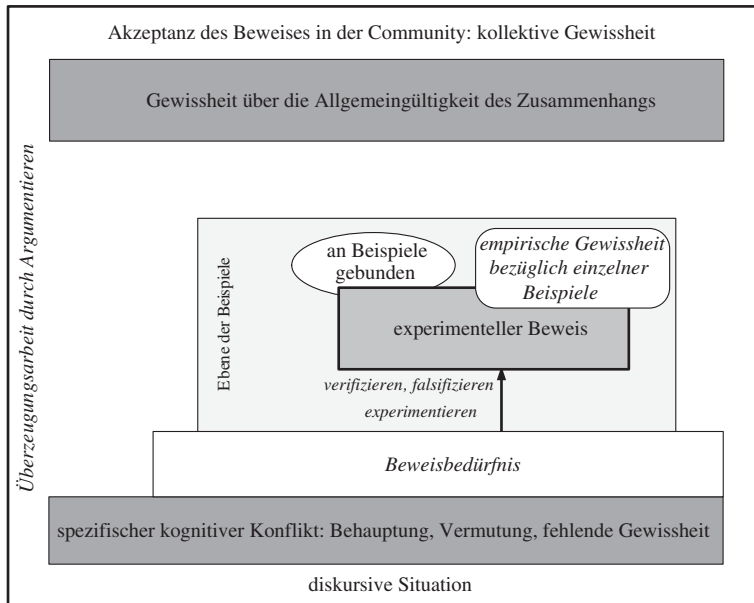 Akzeptanz des Beweises in der Community: kollektive Gewissheit
Gewissheit über die Allgemeingültigkeit des Zusammenhangs
Überzeugungsarbeit durch Argumentieren
Ebene der Beispiele
an Beispiele
gebunden
empirische Gewissheit
bezüglich einzelner
Beispiele
experimenteller Beweis
verifizieren, falsifizieren
experimentieren
Beweisbedürfnis
spezifischer kognitiver Konflikt: Behauptung, Vermutung, fehlende Gewissheit
diskursive Situation